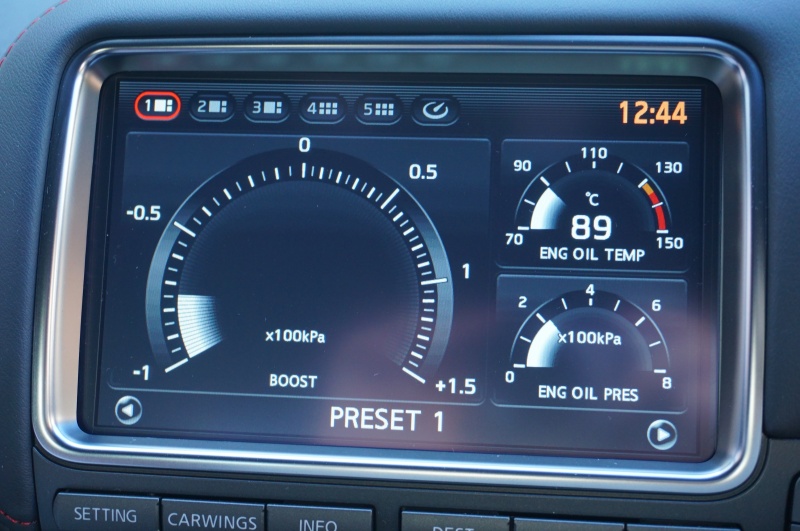 1 2 3 4 5
12:44
0
-0.5 0.5
1
-1 +1.5
x100kPa
BOOST
90 110 130
°C
89
70 150
ENG OIL TEMP
2 4 6
x100kPa
0 8
ENG OIL PRES
PRESET 1
SETTING CARWINGS INFO DEST